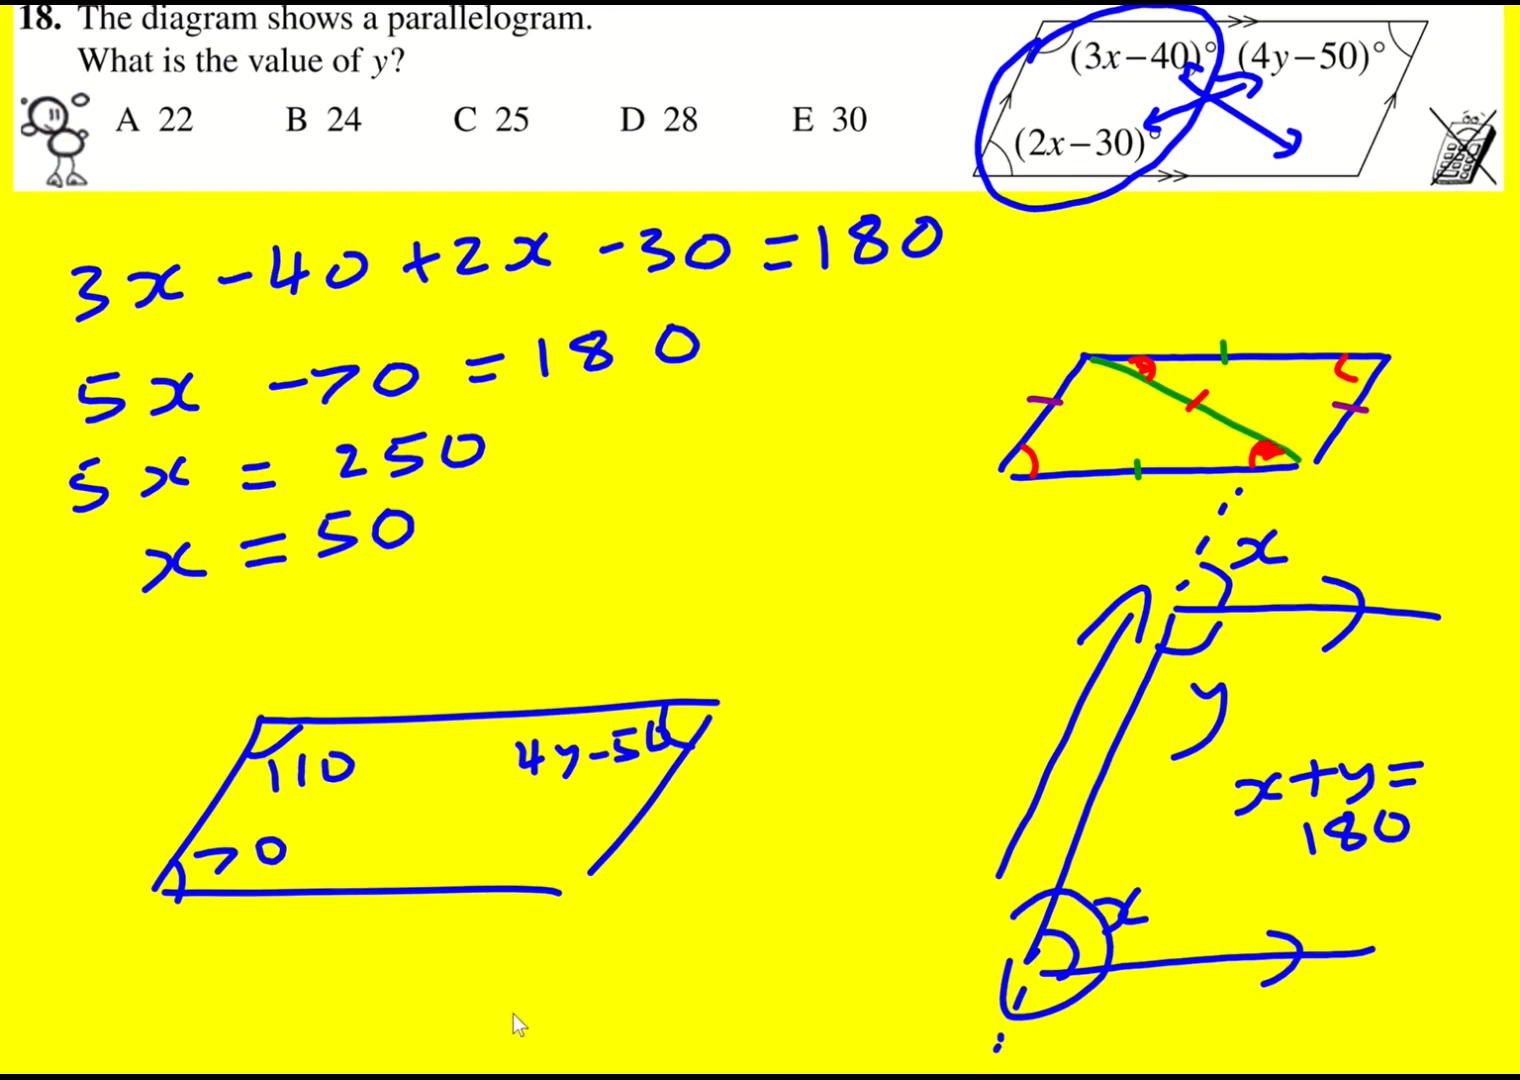 18. The diagram shows a parallelogram.
What is the value of y?
A 22 B 24 C 25 D 28 E 30
(3x−40)° (4y−50)°
(2x−30)°
3x - 40 + 2x - 30 = 180
5x - 70 = 180
5x = 250
x = 50
x
y
x + y =
180
x
110
4y-50
70